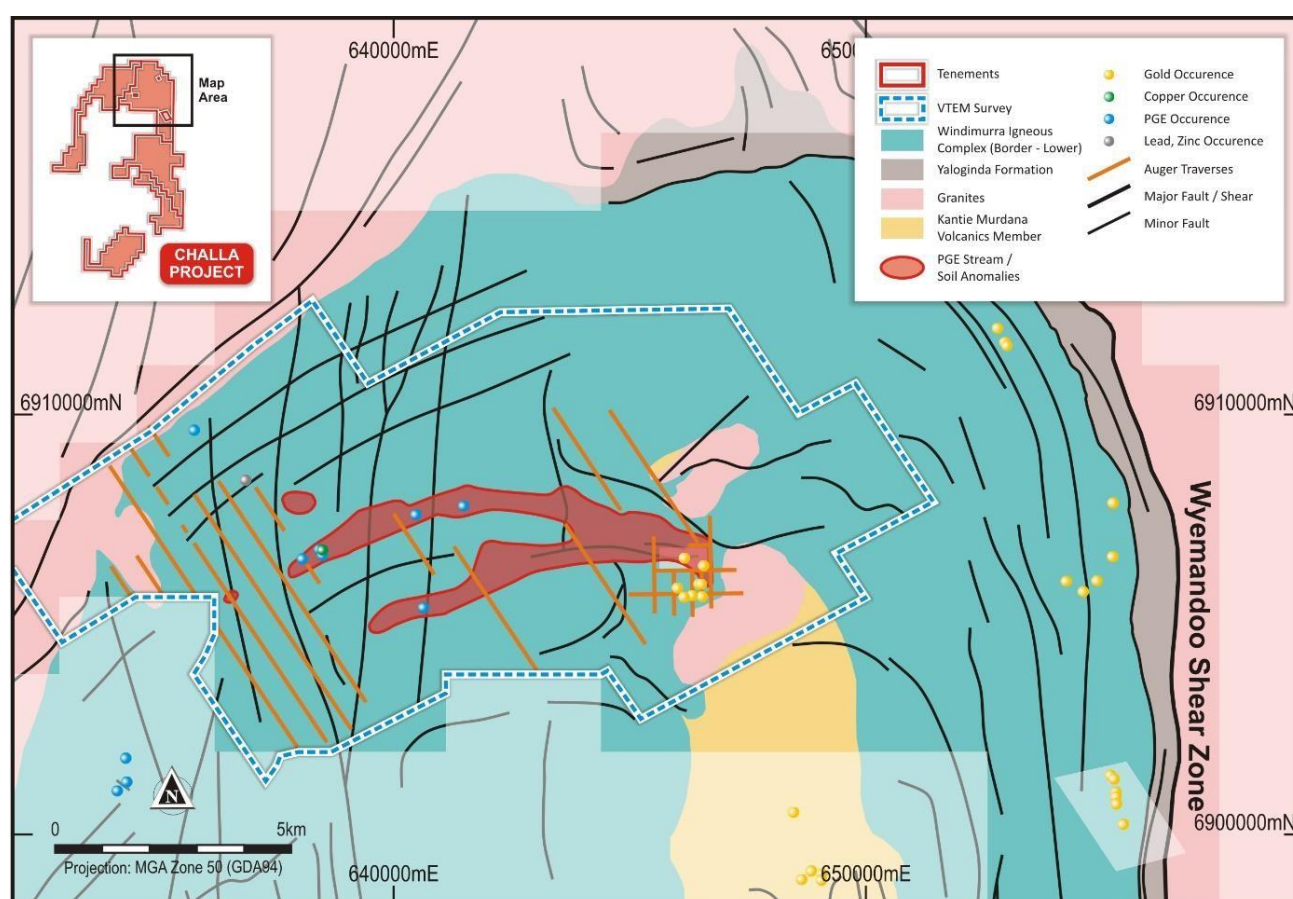 640000mE
650000mE
Map
Area
CHALLA
PROJECT
Tenements
VTEM Survey
Windimurra Igneous
Complex (Border - Lower)
Yaloginda Formation
Granites
Kantie Murdana
Volcanics Member
PGE Stream /
Soil Anomalies
Gold Occurence
Copper Occurence
PGE Occurence
Lead, Zinc Occurence
Auger Traverses
Major Fault / Shear
Minor Fault
6910000mN
6910000mN
Wyemandoo Shear Zone
N
0 5km
Projection: MGA Zone 50 (GDA94)
6900000mN
640000mE
650000mE